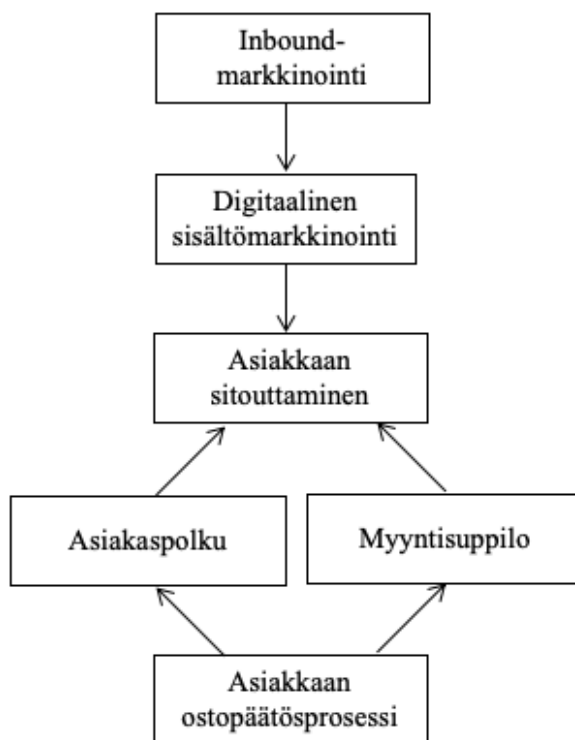 Inbound-
markkinointi
Digitaalinen
sisältömarkkinointi
Asiakkaan
sitouttaminen
Asiakaspolku
Myyntisuppilo
Asiakkaan
ostopäätösprosessi